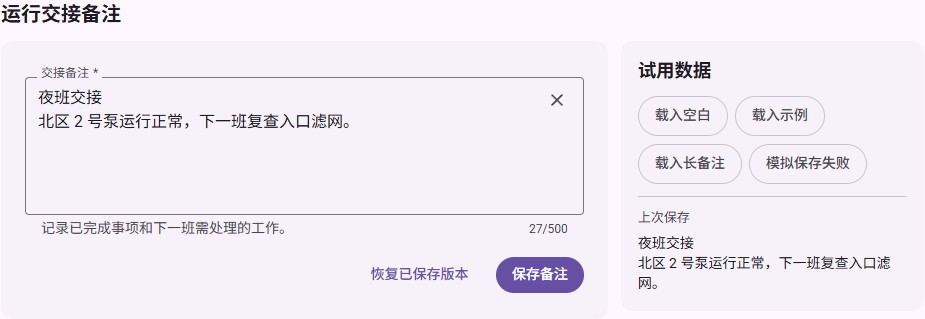 运行交接备注
交接备注 *
夜班交接
北区 2 号泵运行正常，下一班复查入口滤网。
记录已完成事项和下一班需处理的工作。
27/500
恢复已保存版本
保存备注
试用数据
载入空白
载入示例
载入长备注
模拟保存失败
上次保存
夜班交接
北区 2 号泵运行正常，下一班复查入口滤
网。